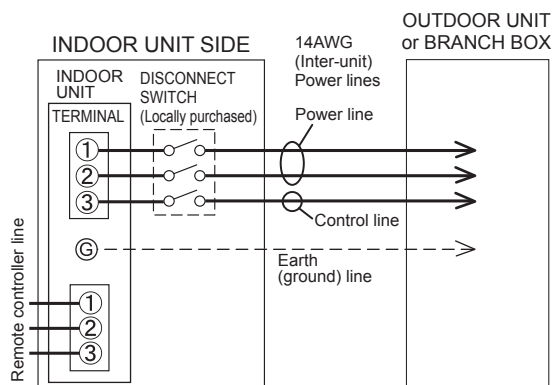 OUTDOOR UNIT
or BRANCH BOX
INDOOR UNIT SIDE
14AWG
(Inter-unit)
Power lines
INDOOR
UNIT
DISCONNECT
SWITCH
(Locally purchased)
TERMINAL
Power line
1
2
3
Control line
G
Earth
(ground) line
Remote controller line
1
2
3